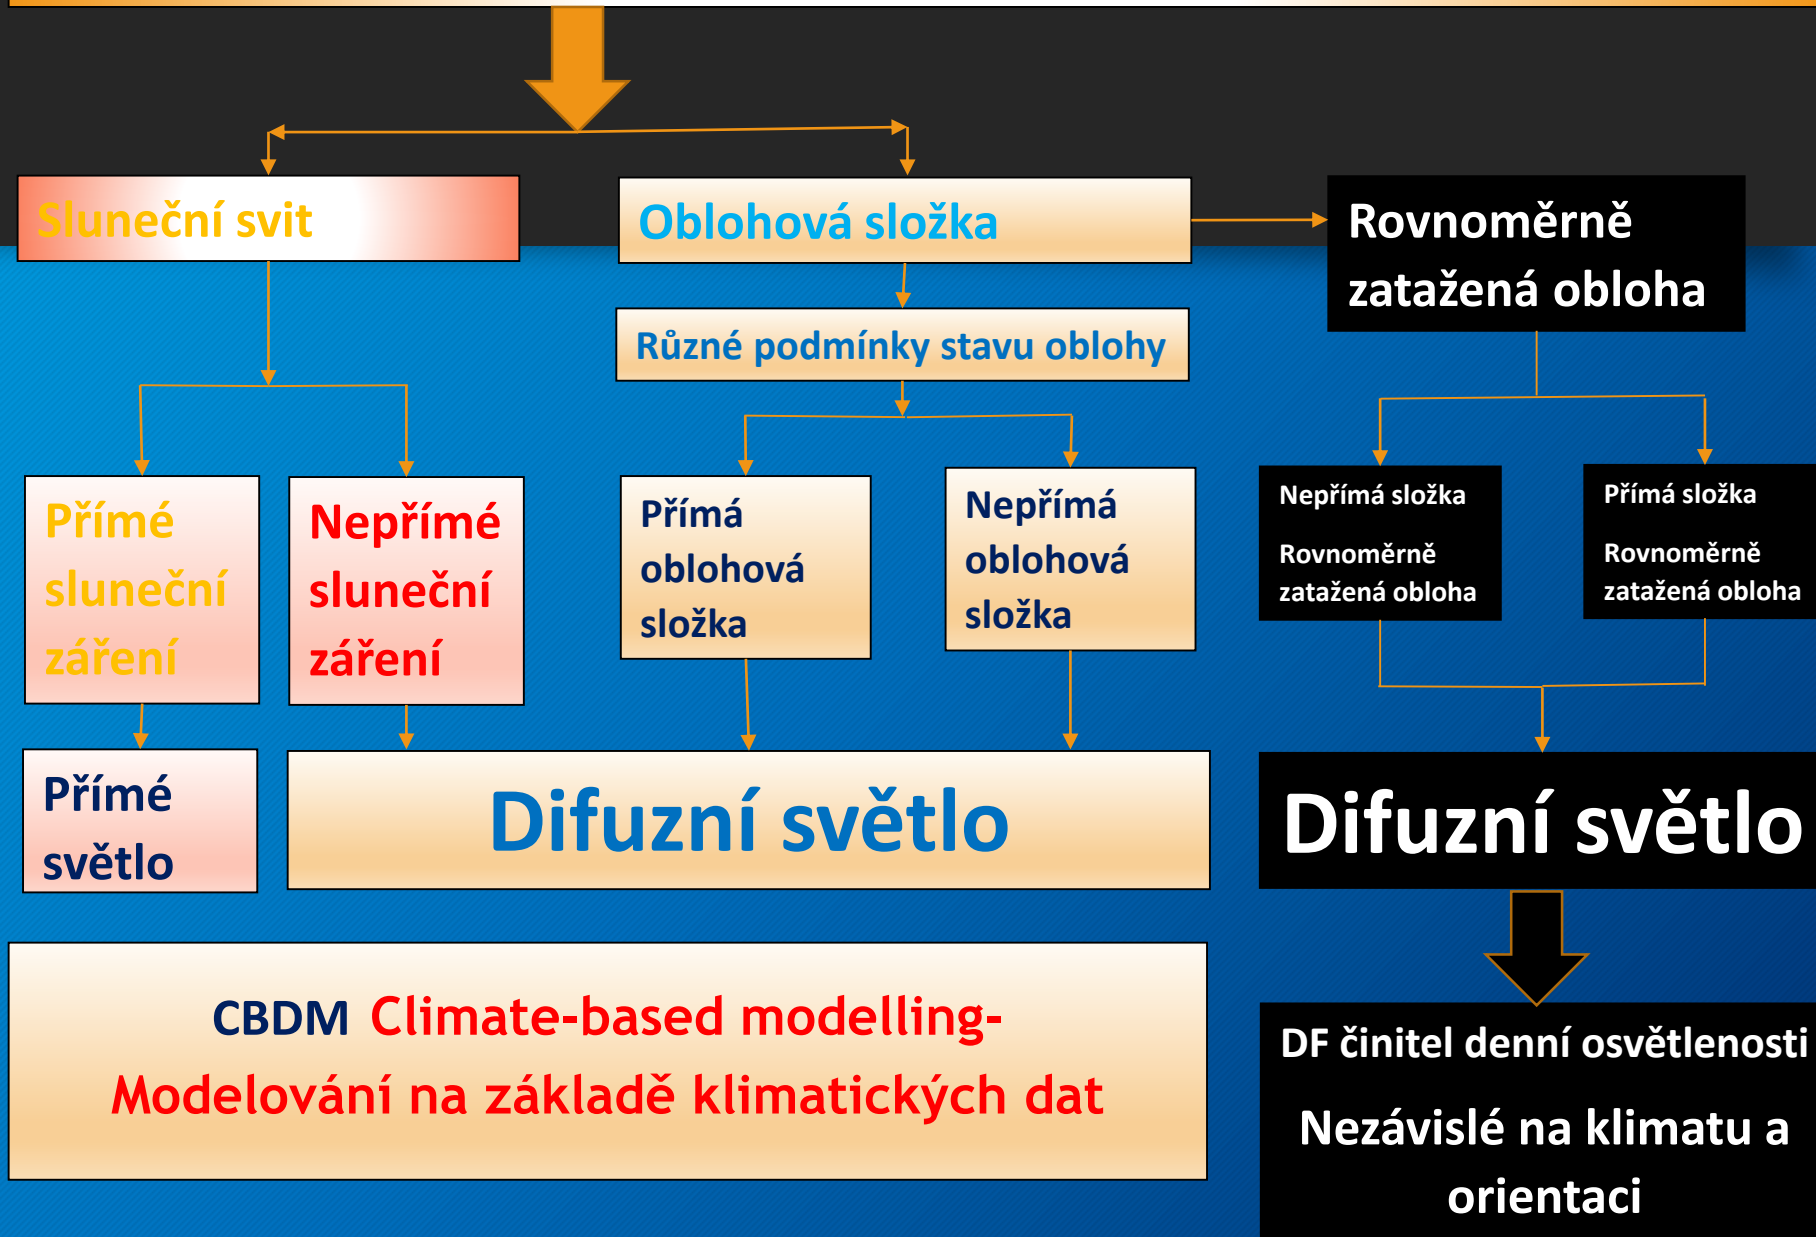 Sluneční svit
Oblohová složka
Rovnoměrně
zatažená obloha
Různé podmínky stavu oblohy
Přímé
sluneční
záření
Nepřímé
sluneční
záření
Přímá
oblohová
složka
Nepřímá
oblohová
složka
Nepřímá složka
Rovnoměrně
zatažená obloha
Přímá složka
Rovnoměrně
zatažená obloha
Přímé
světlo
Difuzní světlo
Difuzní světlo
CBDM Climate-based modelling-
Modelování na základě klimatických dat
DF činitel denní osvětlenosti
Nezávislé na klimatu a
orientaci